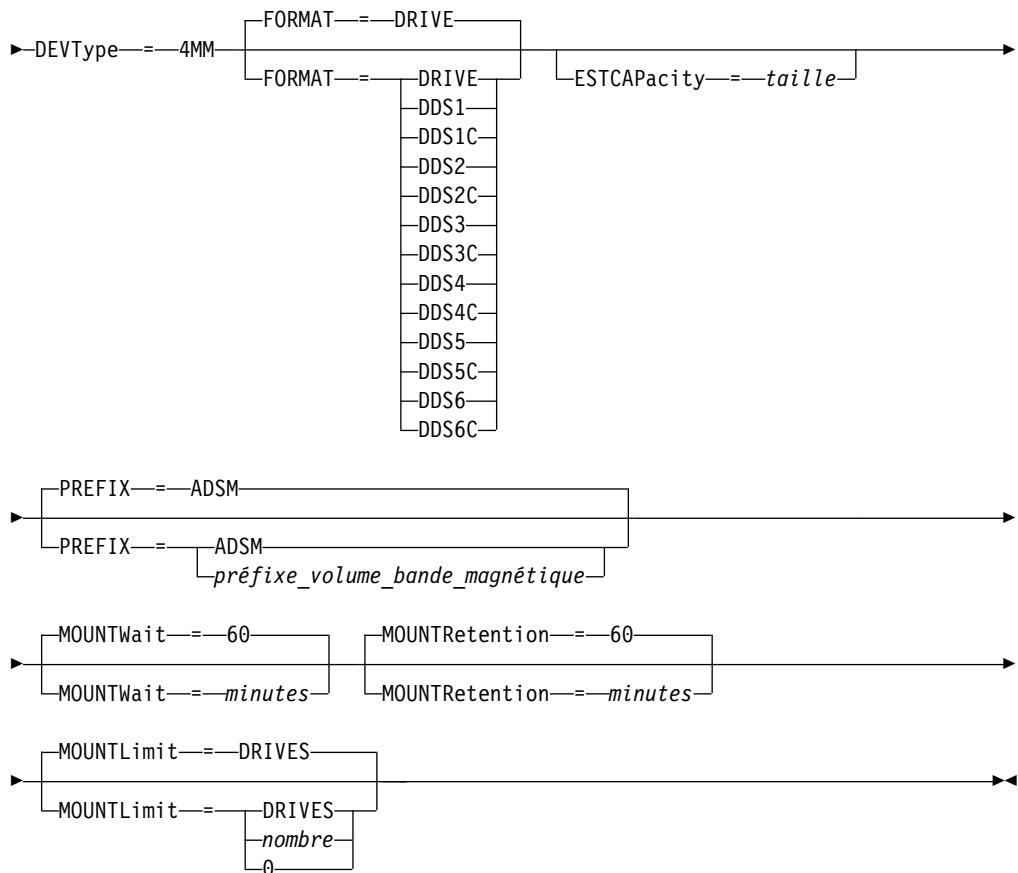 FORMAT = DRIVE
DEVType = 4MM
FORMAT = DRIVE
ESTCAPacity = taille
DDS1
DDS1C
DDS2
DDS2C
DDS3
DDS3C
DDS4
DDS4C
DDS5
DDS5C
DDS6
DDS6C
PREFIX = ADSM
PREFIX = ADSM
préfixe_volume_bande_magnétique
MOUNTWait = 60 MOUNTRetention = 60
MOUNTWait = minutes MOUNTRetention = minutes
MOUNTLimit = DRIVES
MOUNTLimit = DRIVES
nombre
0